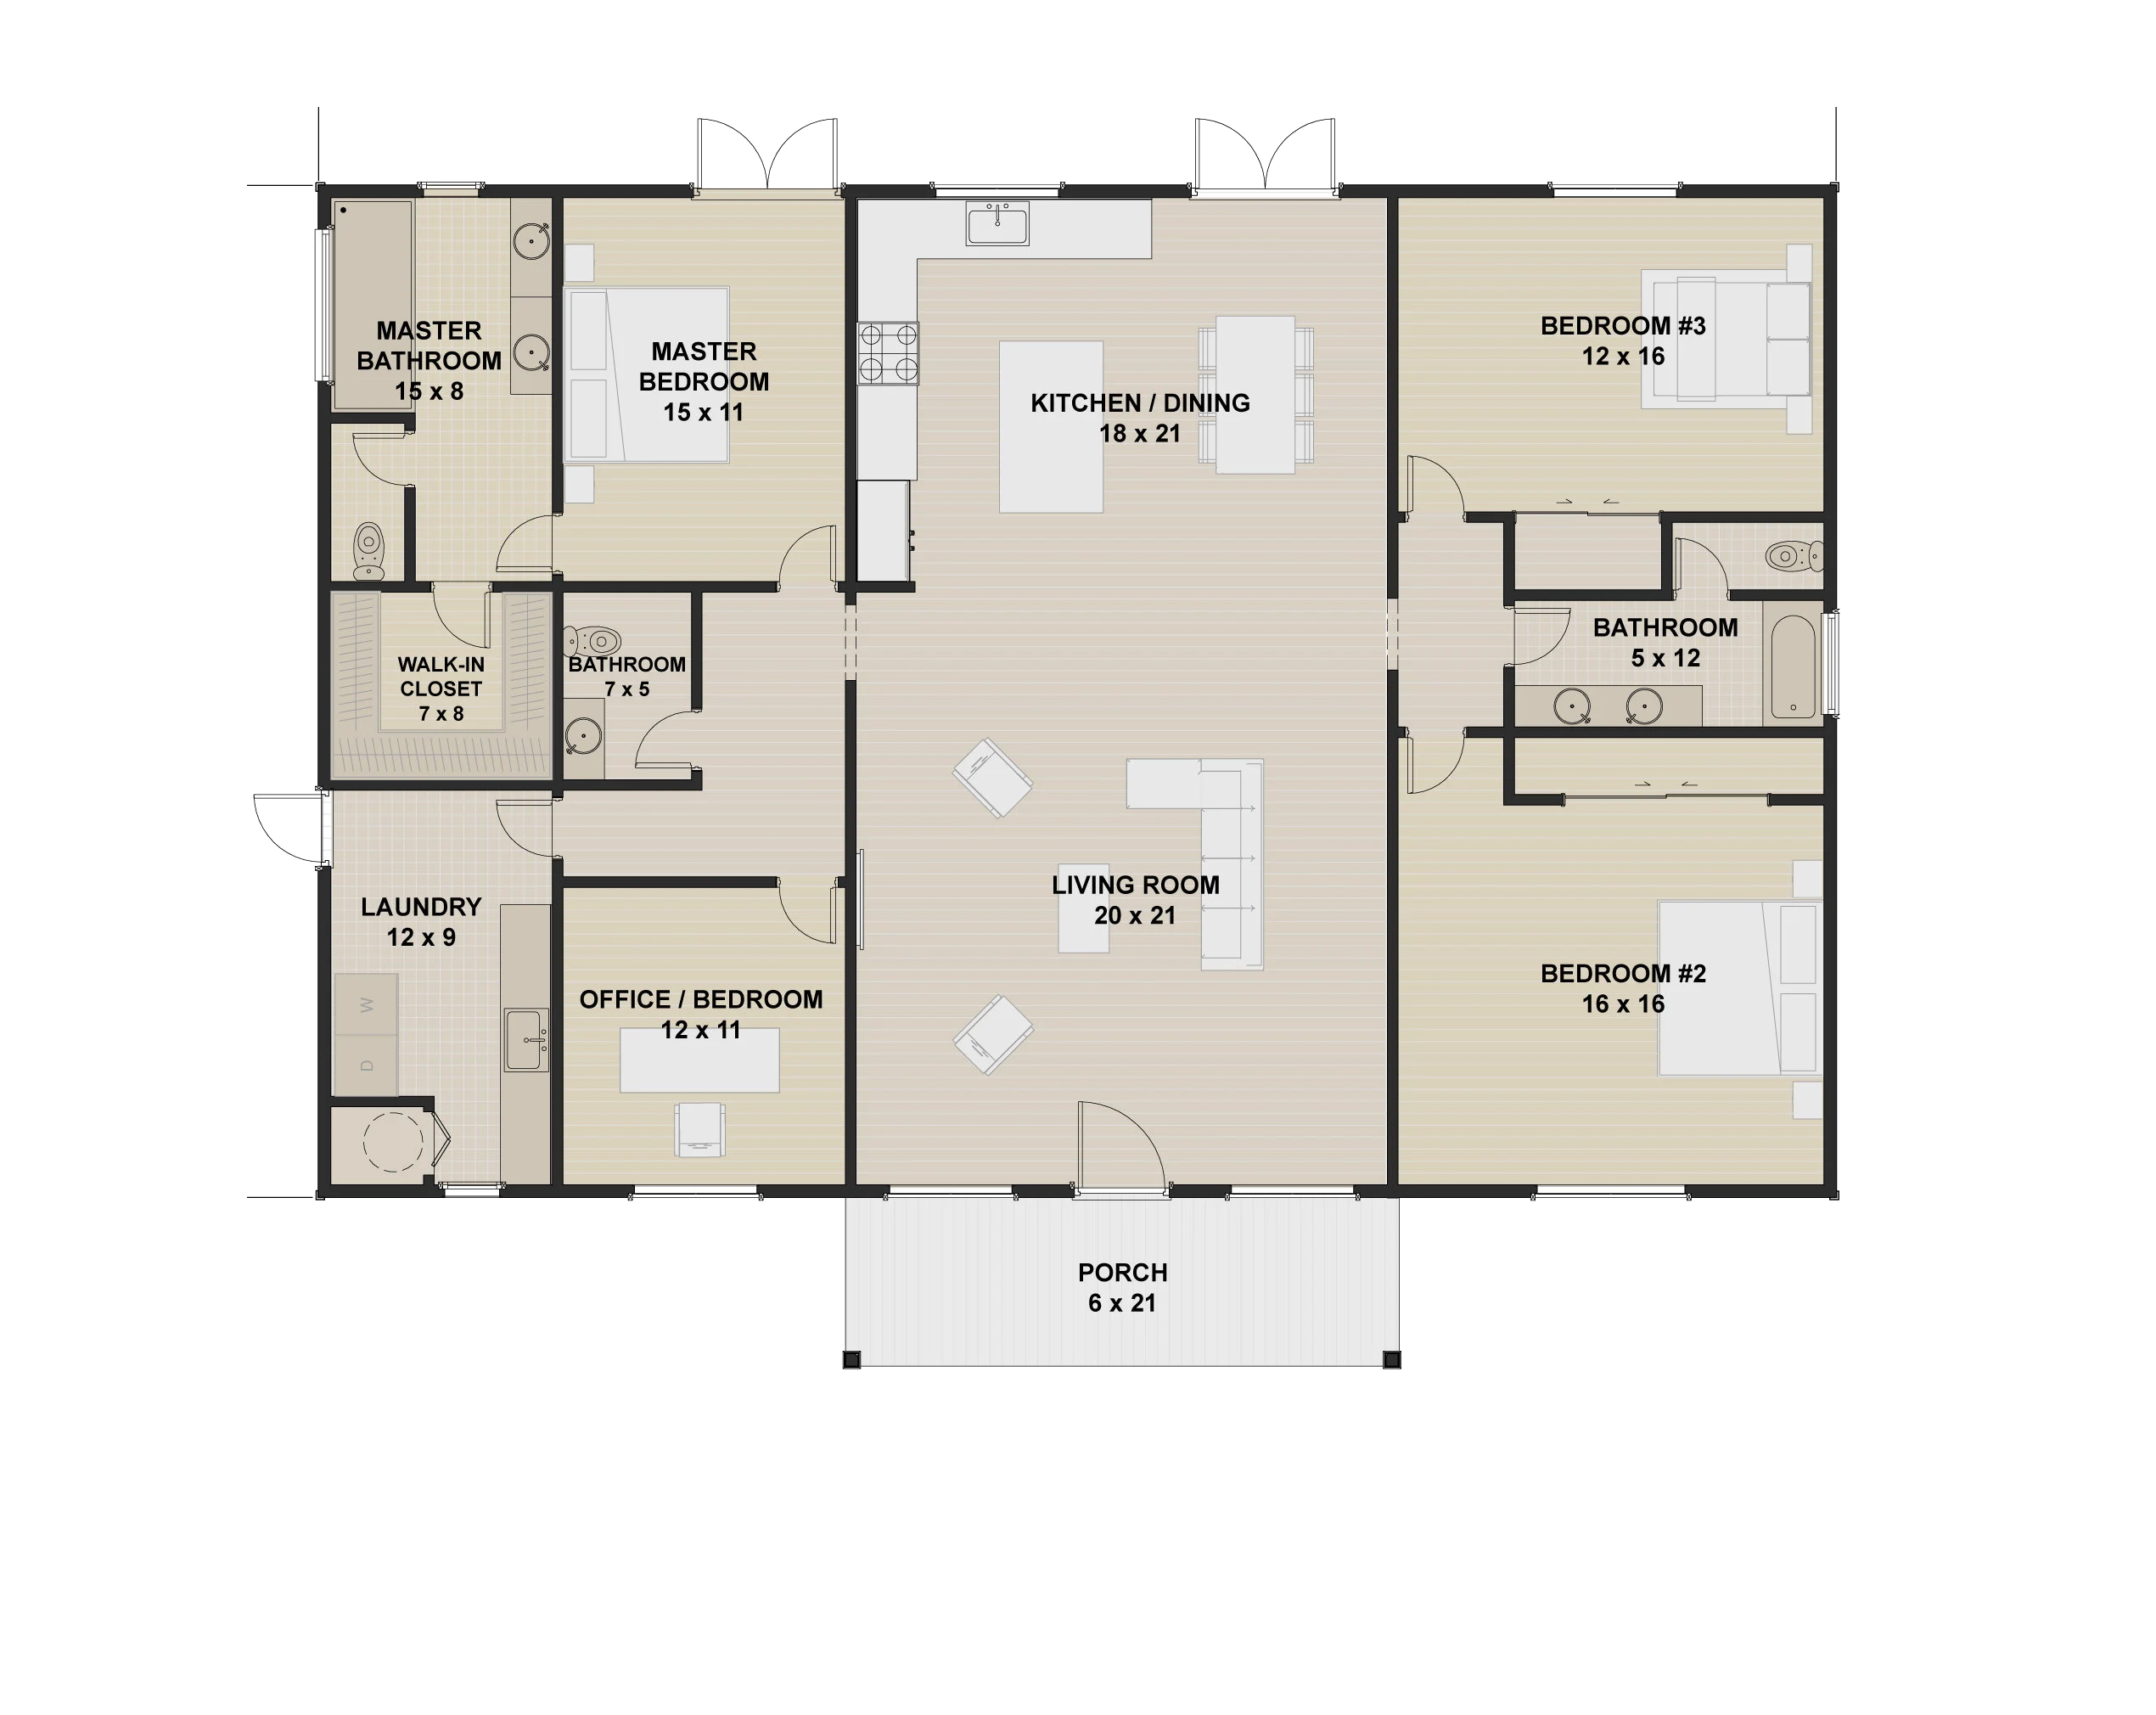 MASTER
BATHROOM
15 x 8
MASTER
BEDROOM
15 x 11
KITCHEN / DINING
18 x 21
BEDROOM #3
12 x 16
WALK-IN
CLOSET
7 x 8
BATHROOM
7 x 5
BATHROOM
5 x 12
LAUNDRY
12 x 9
W
D
OFFICE / BEDROOM
12 x 11
LIVING ROOM
20 x 21
BEDROOM #2
16 x 16
PORCH
6 x 21